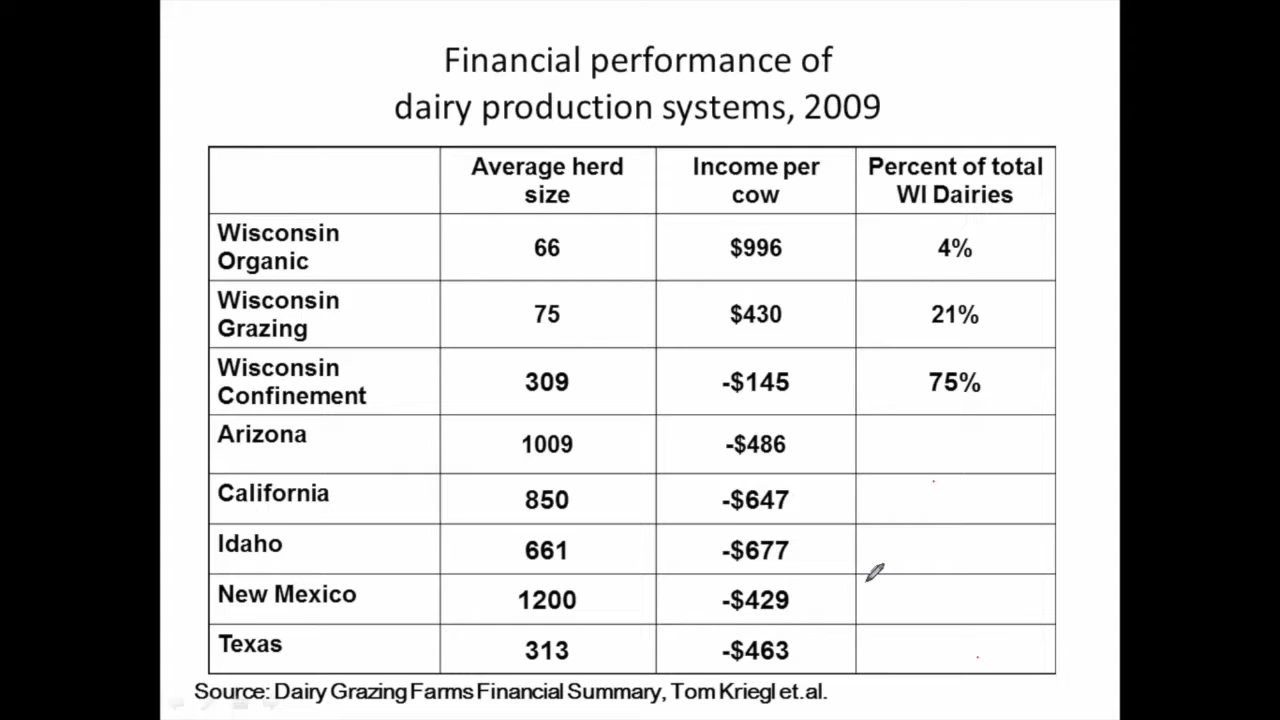 Financial performance of
dairy production systems, 2009
Average herd size Income per cow Percent of total WI Dairies
Wisconsin Organic 66 $996 4%
Wisconsin Grazing 75 $430 21%
Wisconsin Confinement 309 -$145 75%
Arizona 1009 -$486
California 850 -$647
Idaho 661 -$677
New Mexico 1200 -$429
Texas 313 -$463
Source: Dairy Grazing Farms Financial Summary, Tom Kriegl et.al.